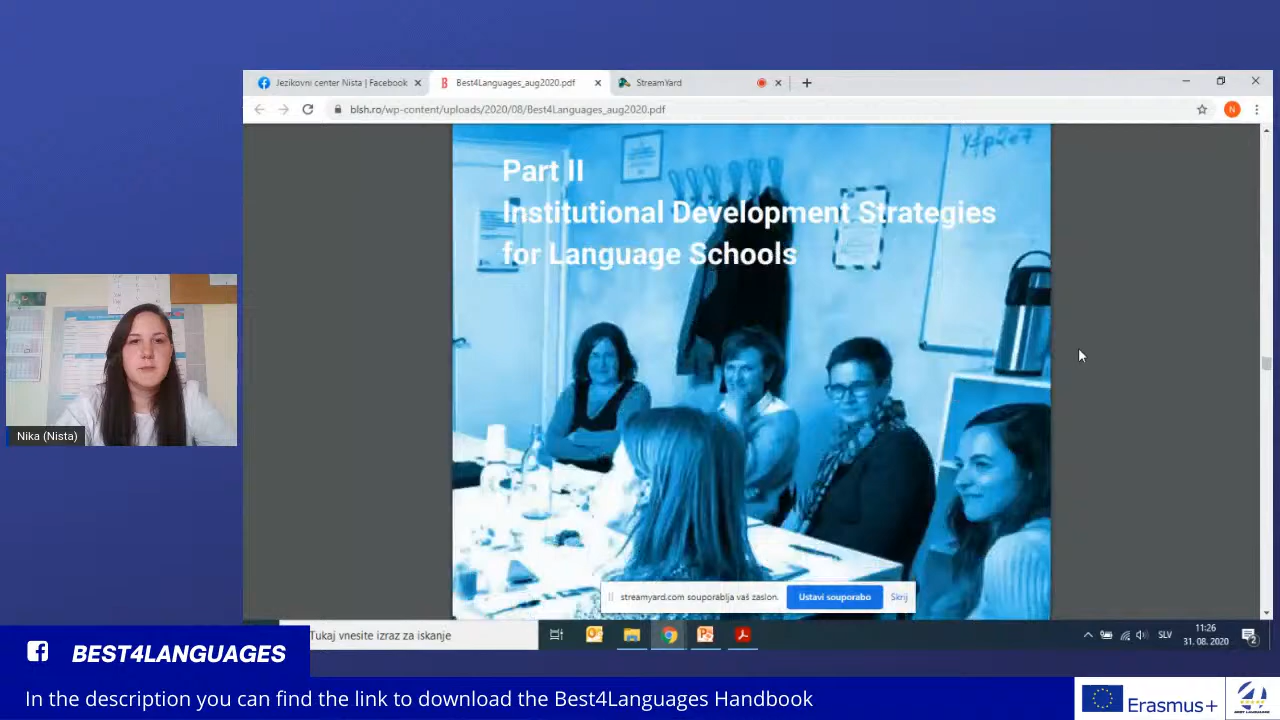 Jezikovni center Nista | Facebook
Best4Languages_aug2020.pdf
StreamYard
blsh.ro/wp-content/uploads/2020/08/Best4Languages_aug2020.pdf
N
Part II
Institutional Development Strategies
for Language Schools
Nika (Nista)
streamyard.com souporablja vaš zaslon.
Ustavi souporabo
Skrij
Tukaj vnesite izraz za iskanje
SLV
11:26
31. 08. 2020
2
BEST4LANGUAGES
In the description you can find the link to download the Best4Languages Handbook
Erasmus+